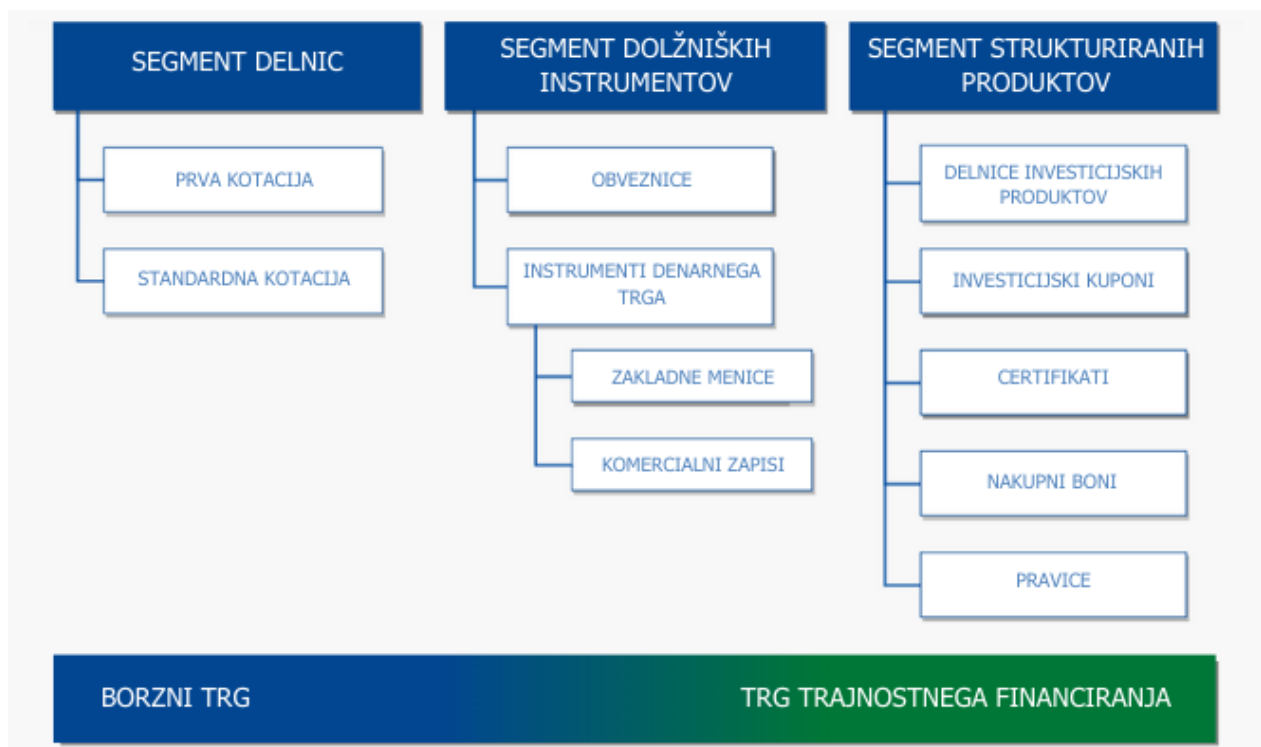 SEGMENT DELNIC
PRVA KOTACIJA
STANDARDNA KOTACIJA
SEGMENT DOLŽNIŠKIH
INSTRUMENTOV
OBVEZNICE
INSTRUMENTI DENARNEGA
TRGA
ZAKLADNE MENICE
KOMERCIALNI ZAPISI
SEGMENT STRUKTURIRANIH
PRODUKTOV
DELNICE INVESTICIJSKIH
PRODUKTOV
INVESTICIJSKI KUPONI
CERTIFIKATI
NAKUPNI BONI
PRAVICE
BORZNI TRG
TRG TRAJNOSTNEGA FINANCIRANJA